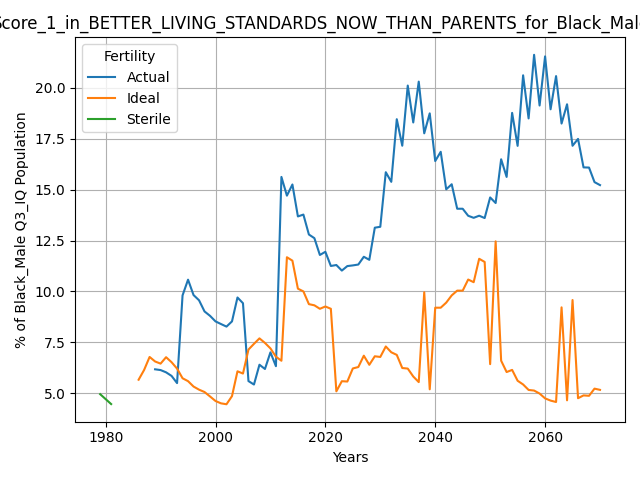 Score_1_in_BETTER_LIVING_STANDARDS_NOW_THAN_PARENTS_for_Black_Male
Fertility
Actual
Ideal
Sterile
% of Black_Male Q3_IQ Population
20.0
17.5
15.0
12.5
10.0
7.5
5.0
1980
2000
2020
2040
2060
Years